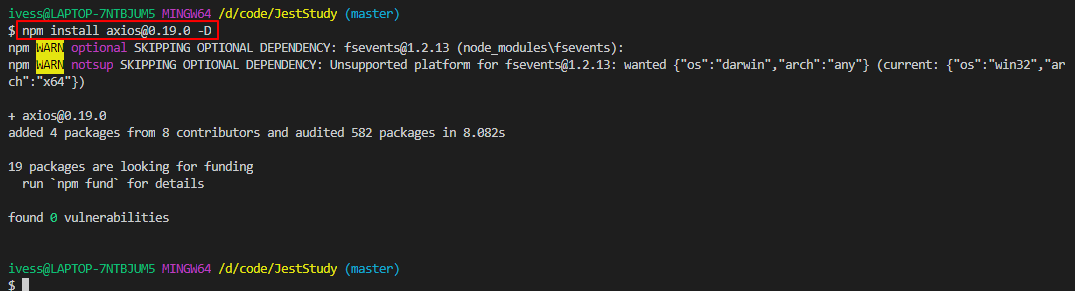 ivess@LAPTOP-7NTBJUM5 MINGW64 /d/code/JestStudy (master)
$ npm install axios@0.19.0 -D
npm WARN optional SKIPPING OPTIONAL DEPENDENCY: fsevents@1.2.13 (node_modules\fsevents):
npm WARN notsup SKIPPING OPTIONAL DEPENDENCY: Unsupported platform for fsevents@1.2.13: wanted {"os":"darwin","arch":"any"} (current: {"os":"win32","ar
ch":"x64"})
+ axios@0.19.0
added 4 packages from 8 contributors and audited 582 packages in 8.082s
19 packages are looking for funding
run `npm fund` for details
found 0 vulnerabilities
ivess@LAPTOP-7NTBJUM5 MINGW64 /d/code/JestStudy (master)
$